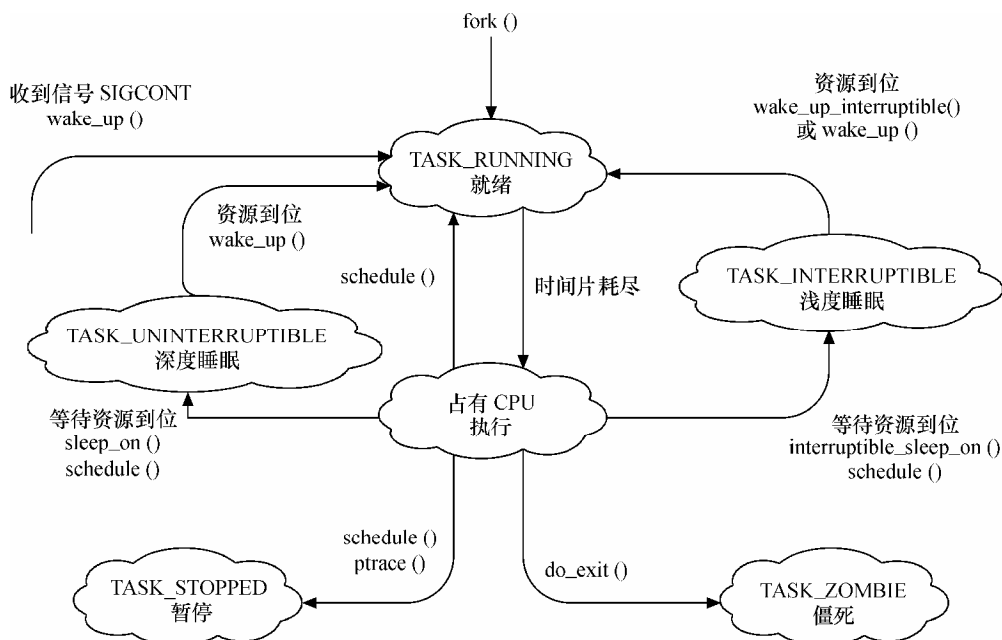 fork ()
收到信号 SIGCONT
wake_up ()
资源到位
wake_up_interruptible()
或 wake_up ()
TASK_RUNNING
就绪
资源到位
wake_up ()
schedule ()
时间片耗尽
TASK_INTERRUPTIBLE
浅度睡眠
TASK_UNINTERRUPTIBLE
深度睡眠
占有 CPU
执行
等待资源到位
sleep_on ()
schedule ()
等待资源到位
interruptible_sleep_on ()
schedule ()
schedule ()
ptrace ()
do_exit ()
TASK_STOPPED
暂停
TASK_ZOMBIE
僵死